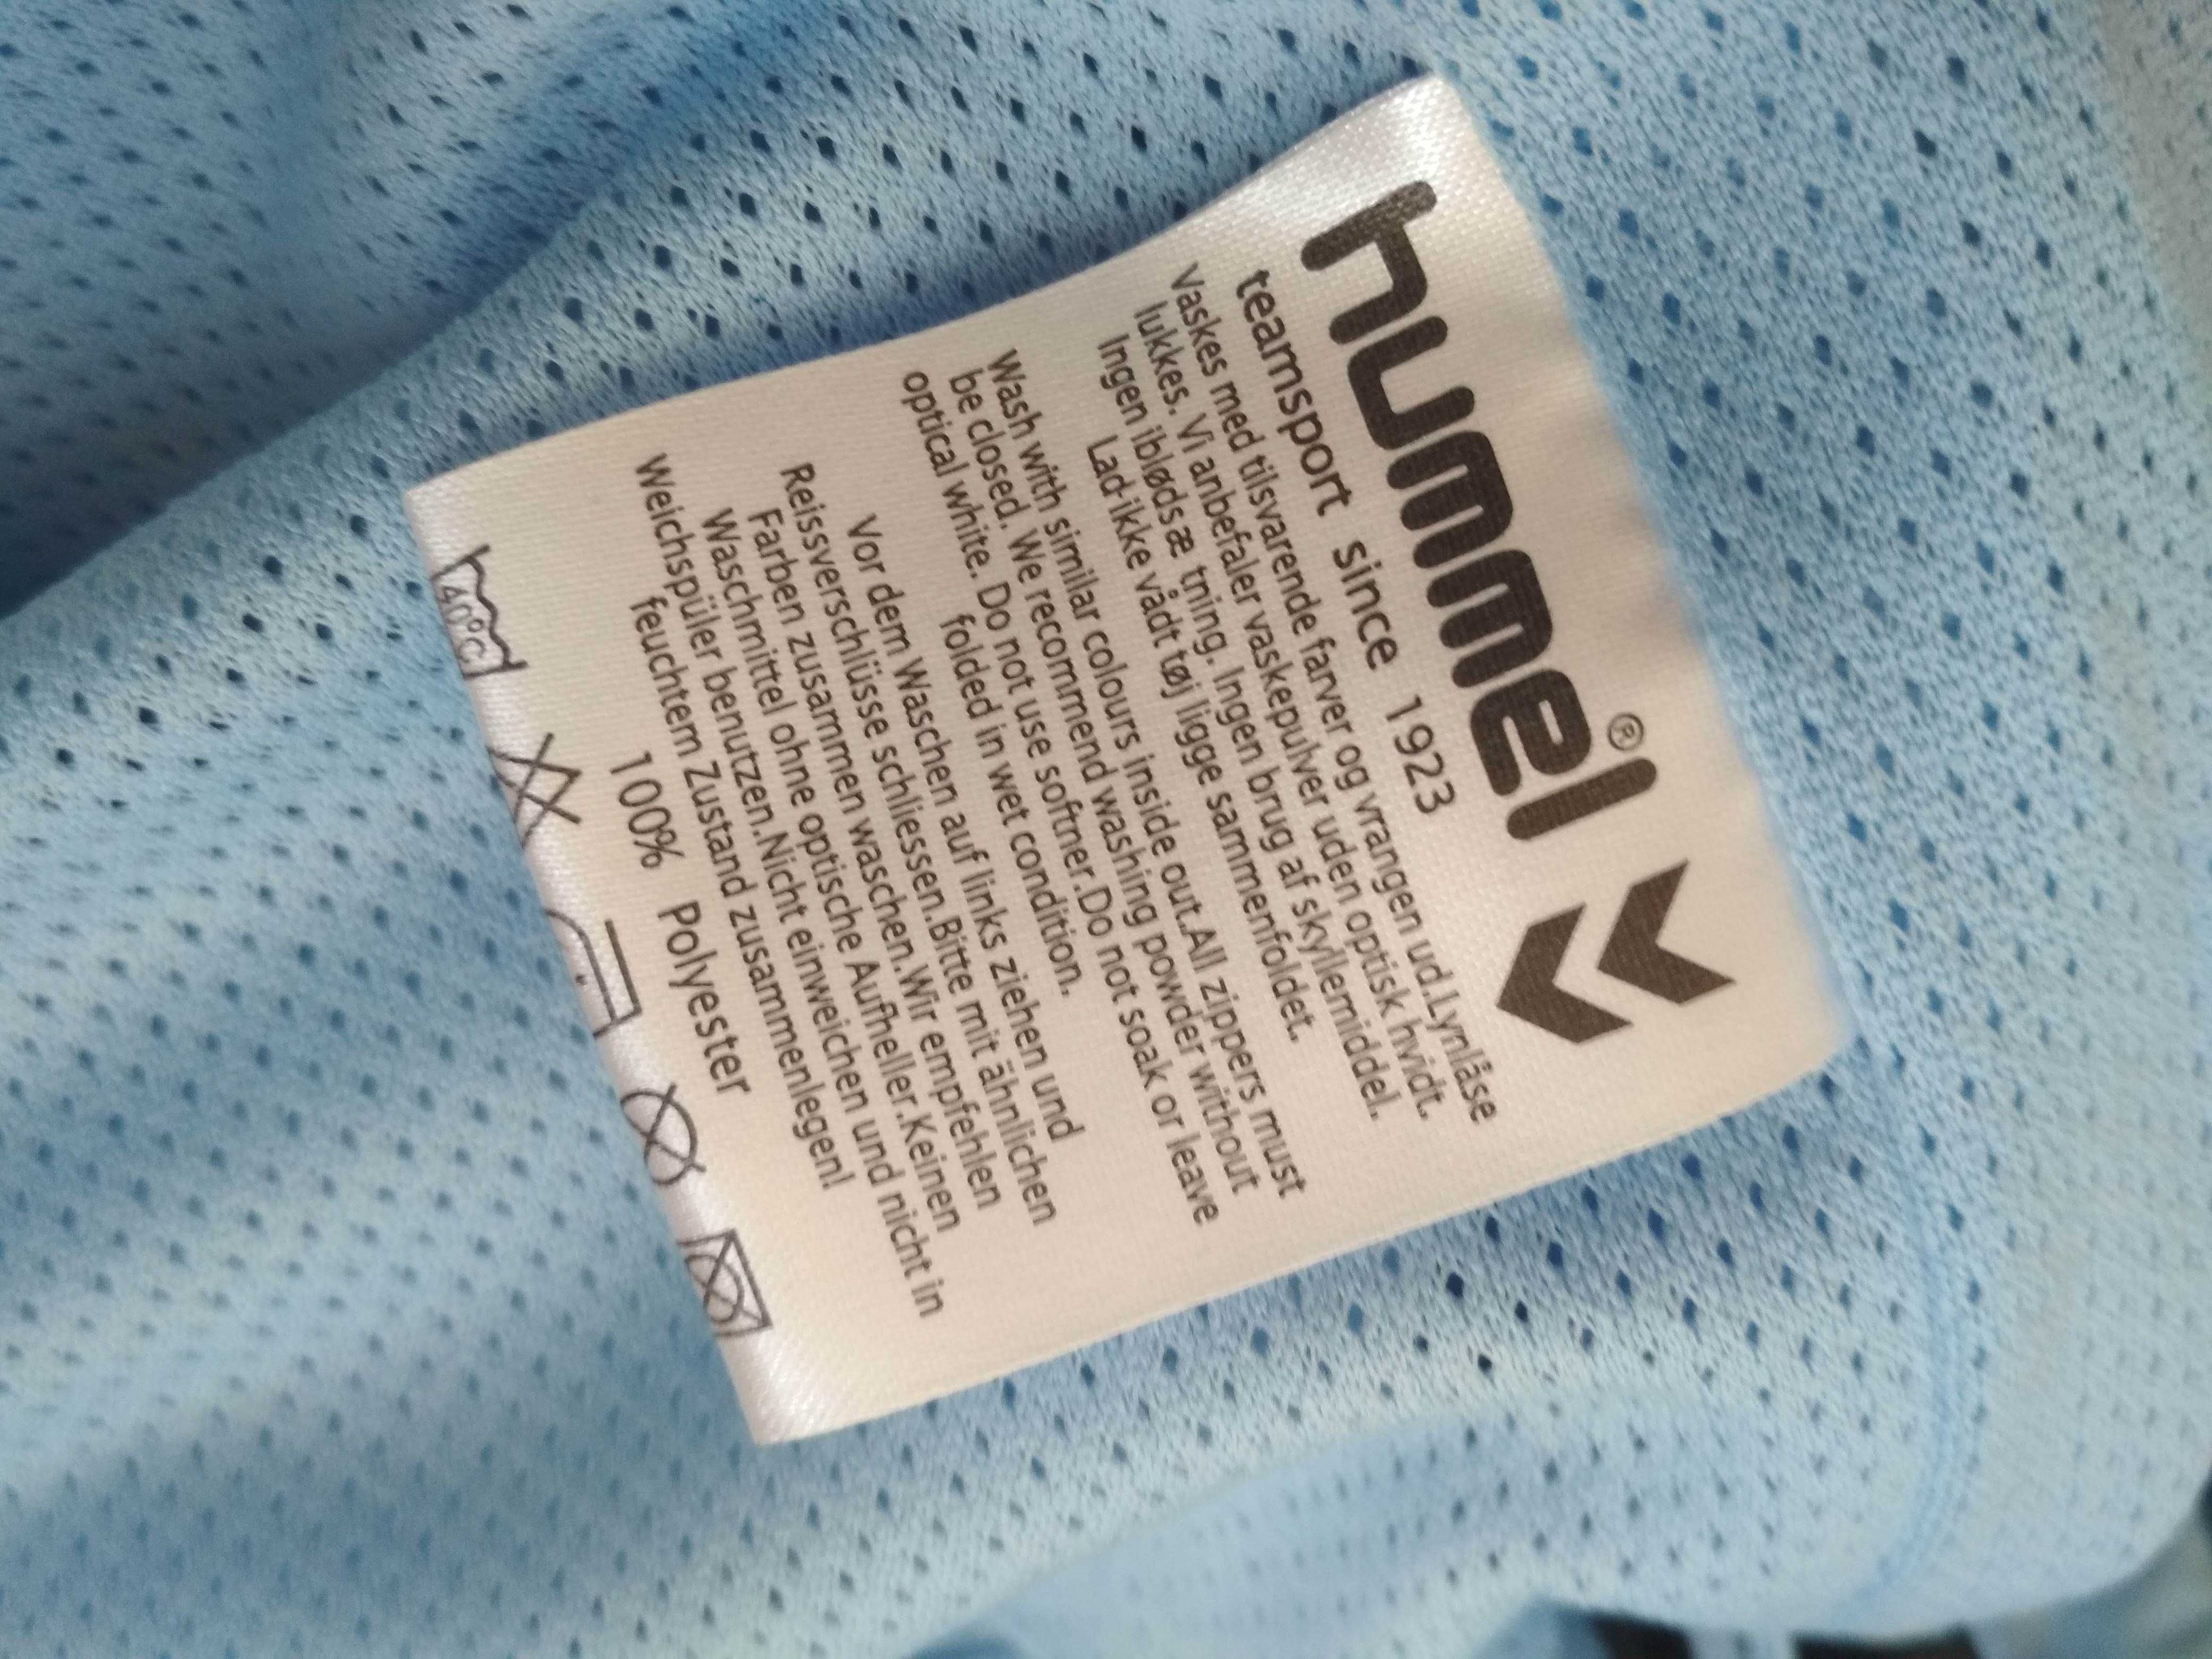 hummel®
teamsport since 1923
Vaskes med tilsvarende farver og vrangen ud.Lynlåse
lukkes. Vi anbefaler vaskepulver uden optisk hvidt.
Ingen iblødsæ tning. Ingen brug af skyllemiddel.
Lad ikke vådt tøj ligge sammenfoldet.
Wash with similar colours inside out.All zippers must
be closed. We recommend washing powder without
optical white. Do not use softner.Do not soak or leave
folded in wet condition.
Vor dem Waschen auf links ziehen und
Reissverschlüsse schliessen.Bitte mit ähnlichen
Farben zusammen waschen.Wir empfehlen
Waschmittel ohne optische Aufheller.Keinen
Weichspüler benutzen.Nicht einweichen und nicht in
feuchtem Zustand zusammenlegen!
100% Polyester
40°C